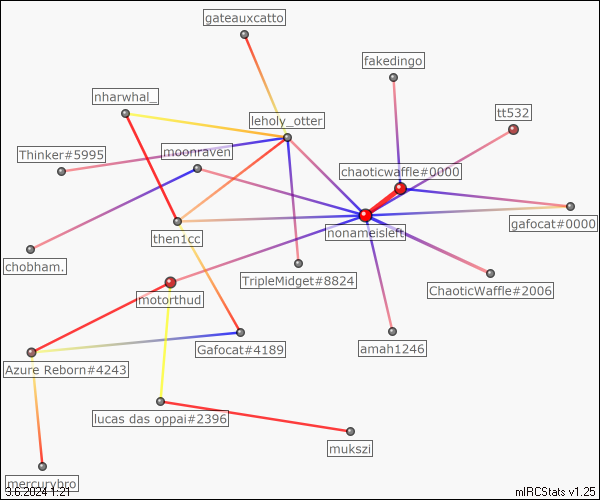 gateauxcatto
fakedingo
nharwhal_
tt532
leholy_otter
Thinker#5995
moonraven
chaoticwaffle#0000
gafocat#0000
nonameisleft
then1cc
chobham.
TripleMidget#8824
ChaoticWaffle#2006
motorthud
Gafocat#4189
amah1246
Azure Reborn#4243
lucas das oppai#2396
mukszi
mercurybro
3.6.2024 1:21
mIRCStats v1.25